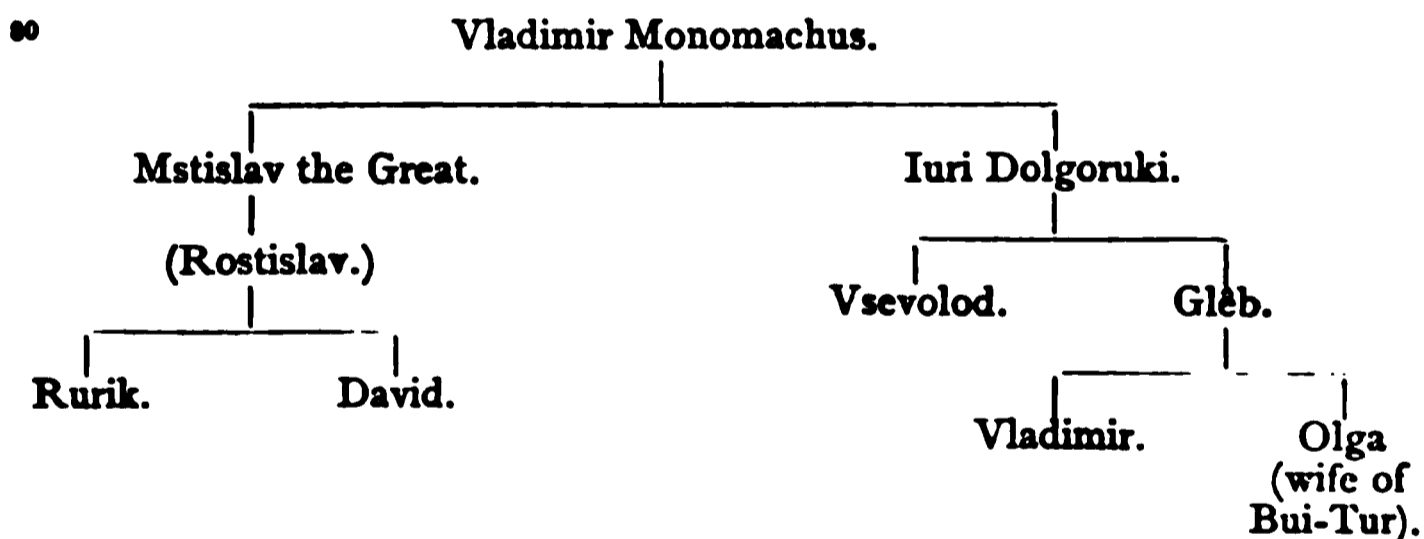 80
Vladimir Monomachus.
Mstislav the Great.
Iuri Dolgoruki.
(Rostislav.)
Vsevolod.
Gleb.
Rurik.
David.
Vladimir.
Olga
(wife of
Bui-Tur).